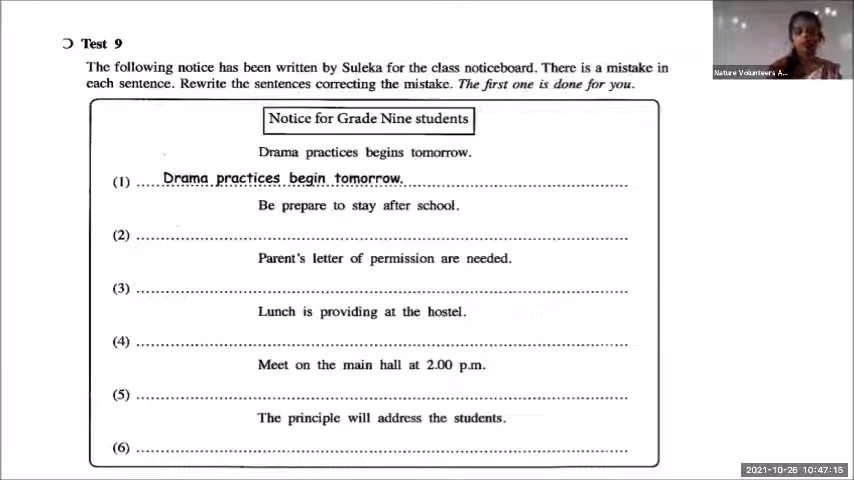 Test 9
The following notice has been written by Suleka for the class noticeboard. There is a mistake in
each sentence. Rewrite the sentences correcting the mistake. The first one is done for you.
Notice for Grade Nine students
Drama practices begins tomorrow.
(1) .... Drama practices begin tomorrow. ....
Be prepare to stay after school.
(2) ....
Parent's letter of permission are needed.
(3) ....
Lunch is providing at the hostel.
(4) ....
Meet on the main hall at 2.00 p.m.
(5) ....
The principle will address the students.
(6) ....
Nature Volunteers A...
2021-10-26 10:47:15